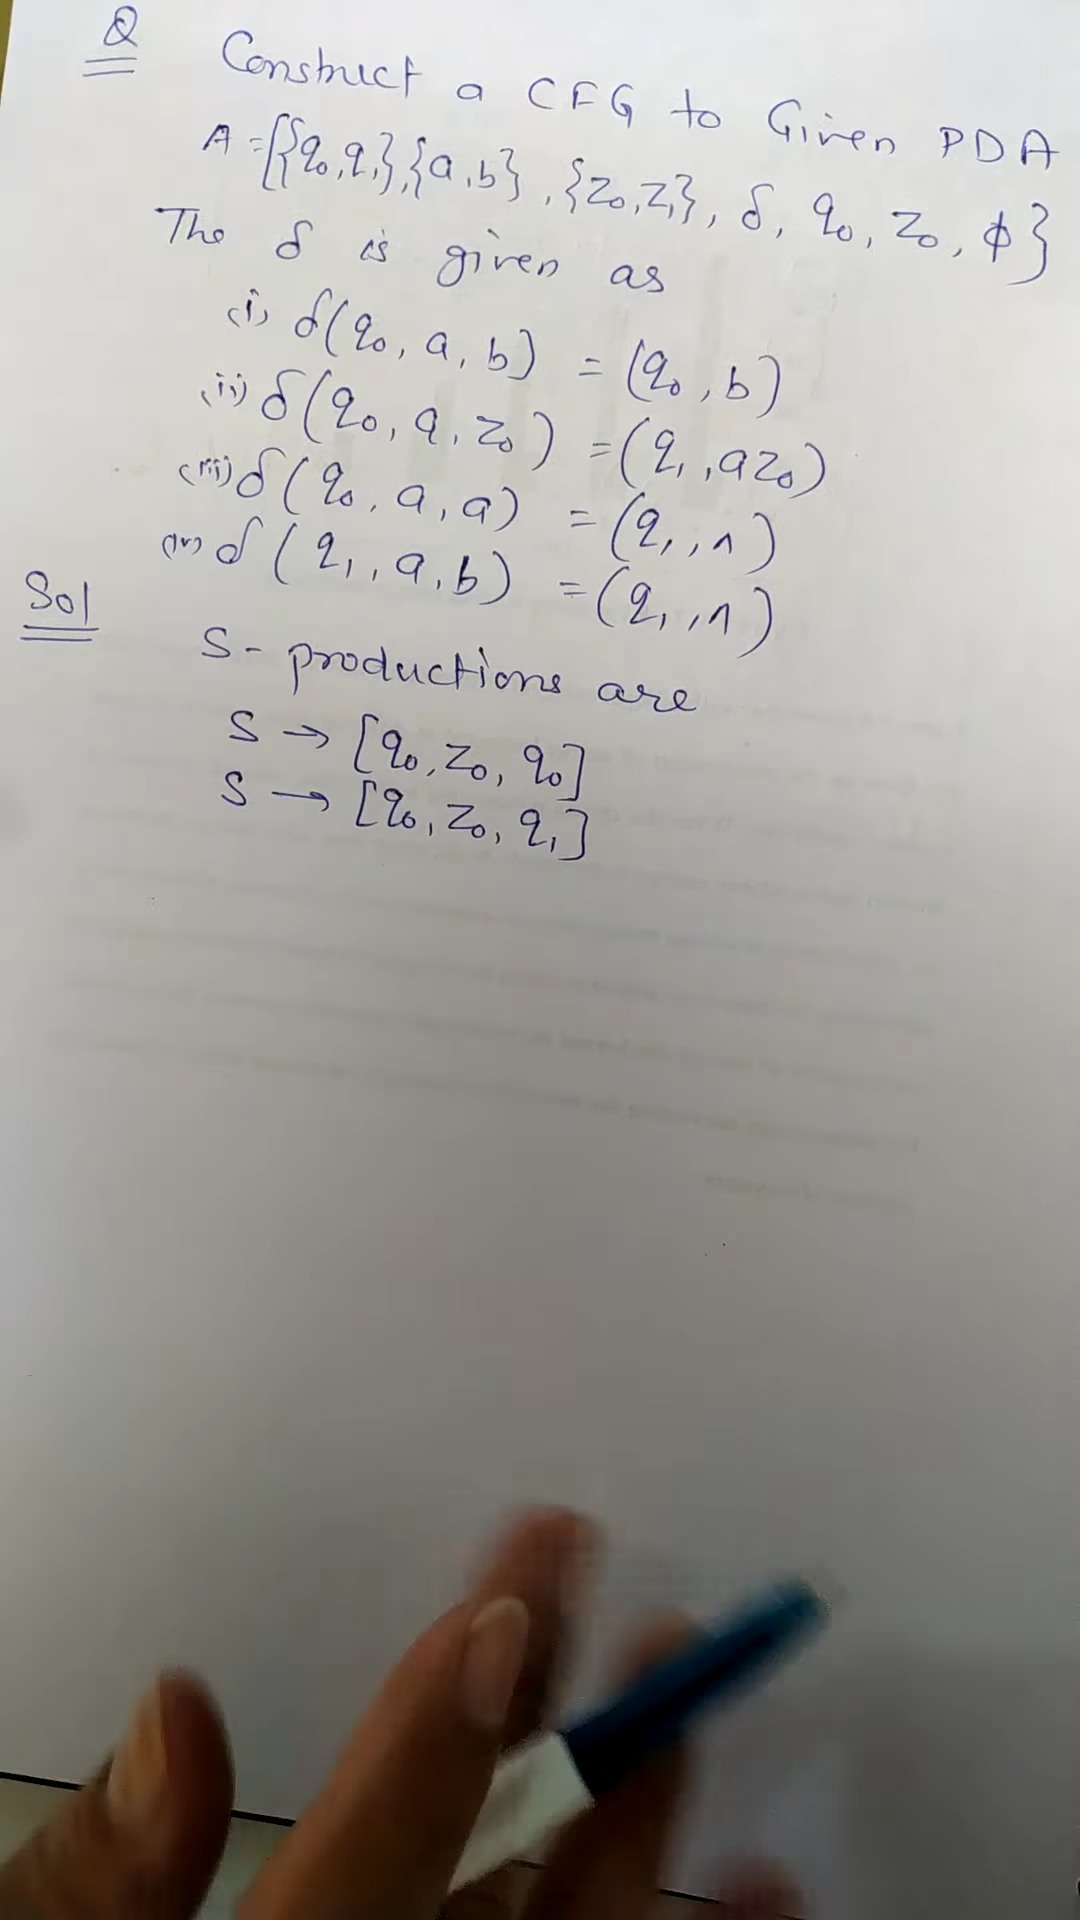 Q Construct a CFG to Given PDA
A = [{q₀,q₁},{a,b},{z₀,z₁}, δ, q₀, z₀, ϕ}
The δ is given as
(i) δ(q₀, a, b) = (q₀, b)
(ii) δ(q₀, a, z₀) = (q₁, az₀)
(iii) δ(q₀, a, a) = (q₁, ʌ)
(iv) δ(q₁, a, b) = (q₁, ʌ)
Sol
S- productions are
S → [q₀, z₀, q₀]
S → [q₀, z₀, q₁]